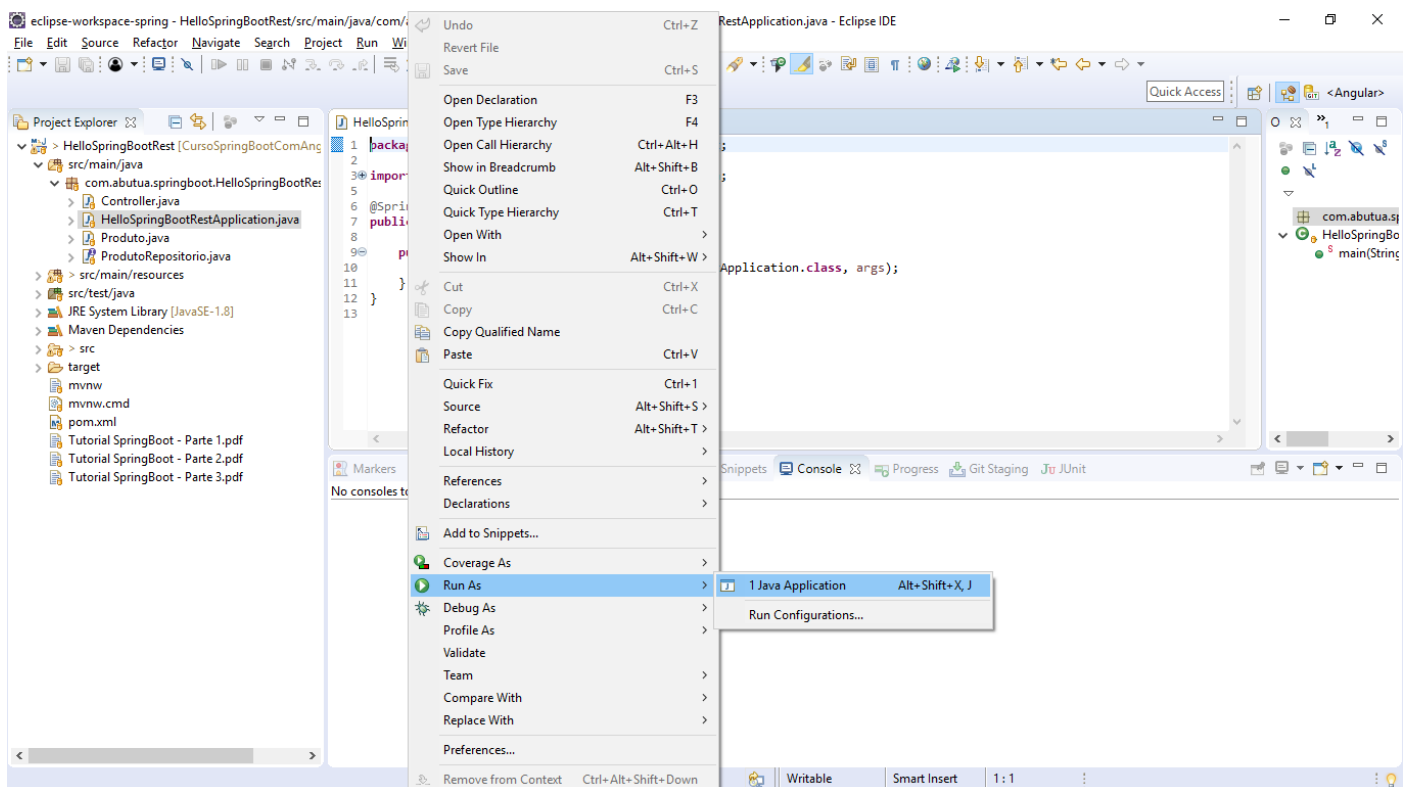 eclipse-workspace-spring - HelloSpringBootRest/src/main/java/com/
RestApplication.java - Eclipse IDE
File Edit Source Refactor Navigate Search Project Run Wi
Quick Access
<Angular>
Project Explorer
> HelloSpringBootRest [CursoSpringBootComAng
src/main/java
com.abutua.springboot.HelloSpringBootRes
Controller.java
HelloSpringBootRestApplication.java
Produto.java
ProdutoRepositorio.java
> src/main/resources
src/test/java
JRE System Library [JavaSE-1.8]
Maven Dependencies
> src
target
mvnw
mvnw.cmd
pom.xml
Tutorial SpringBoot - Parte 1.pdf
Tutorial SpringBoot - Parte 2.pdf
Tutorial SpringBoot - Parte 3.pdf
HelloSprin
1 packag ;
2
3 impor ;
5
6 @Spri
7 publi
8
9 pu
10 Application.class, args);
11 }
12 }
13
Undo Ctrl+Z
Revert File
Save Ctrl+S
Open Declaration F3
Open Type Hierarchy F4
Open Call Hierarchy Ctrl+Alt+H
Show in Breadcrumb Alt+Shift+B
Quick Outline Ctrl+O
Quick Type Hierarchy Ctrl+T
Open With >
Show In Alt+Shift+W >
Cut Ctrl+X
Copy Ctrl+C
Copy Qualified Name
Paste Ctrl+V
Quick Fix Ctrl+1
Source Alt+Shift+S >
Refactor Alt+Shift+T >
Local History >
References >
Declarations >
Add to Snippets...
Coverage As >
Run As >
Debug As >
Profile As >
Validate
Team >
Compare With >
Replace With >
Preferences...
Remove from Context Ctrl+Alt+Shift+Down
1 Java Application Alt+Shift+X, J
Run Configurations...
O
com.abutua.sp
HelloSpringBo
S main(String
Markers
Snippets Console Progress Git Staging JUnit
No consoles to
Writable Smart Insert 1 : 1